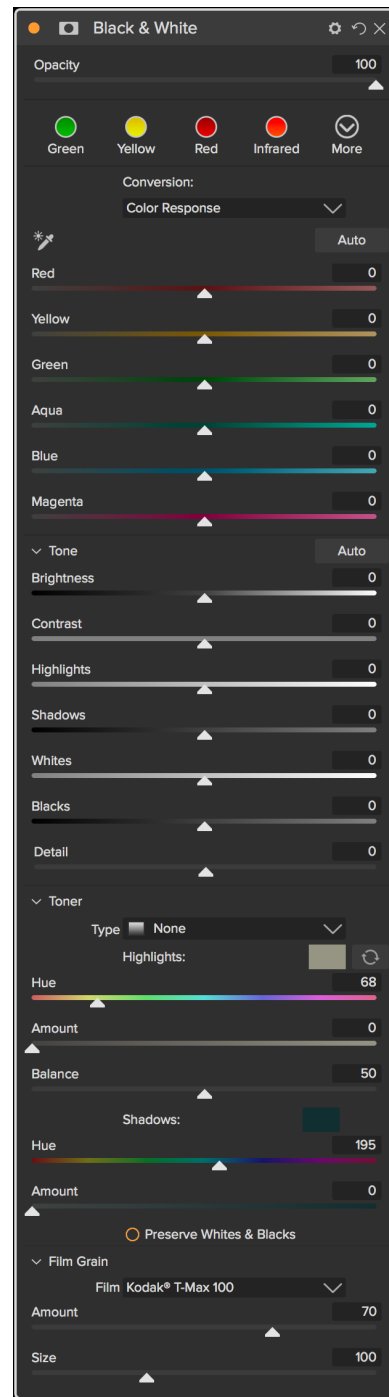 Black & White
Opacity 100
Green Yellow Red Infrared More
Conversion:
Color Response
Auto
Red 0
Yellow 0
Green 0
Aqua 0
Blue 0
Magenta 0
Tone Auto
Brightness 0
Contrast 0
Highlights 0
Shadows 0
Whites 0
Blacks 0
Detail 0
Toner
Type None
Highlights:
Hue 68
Amount 0
Balance 50
Shadows:
Hue 195
Amount 0
Preserve Whites & Blacks
Film Grain
Film Kodak® T-Max 100
Amount 70
Size 100